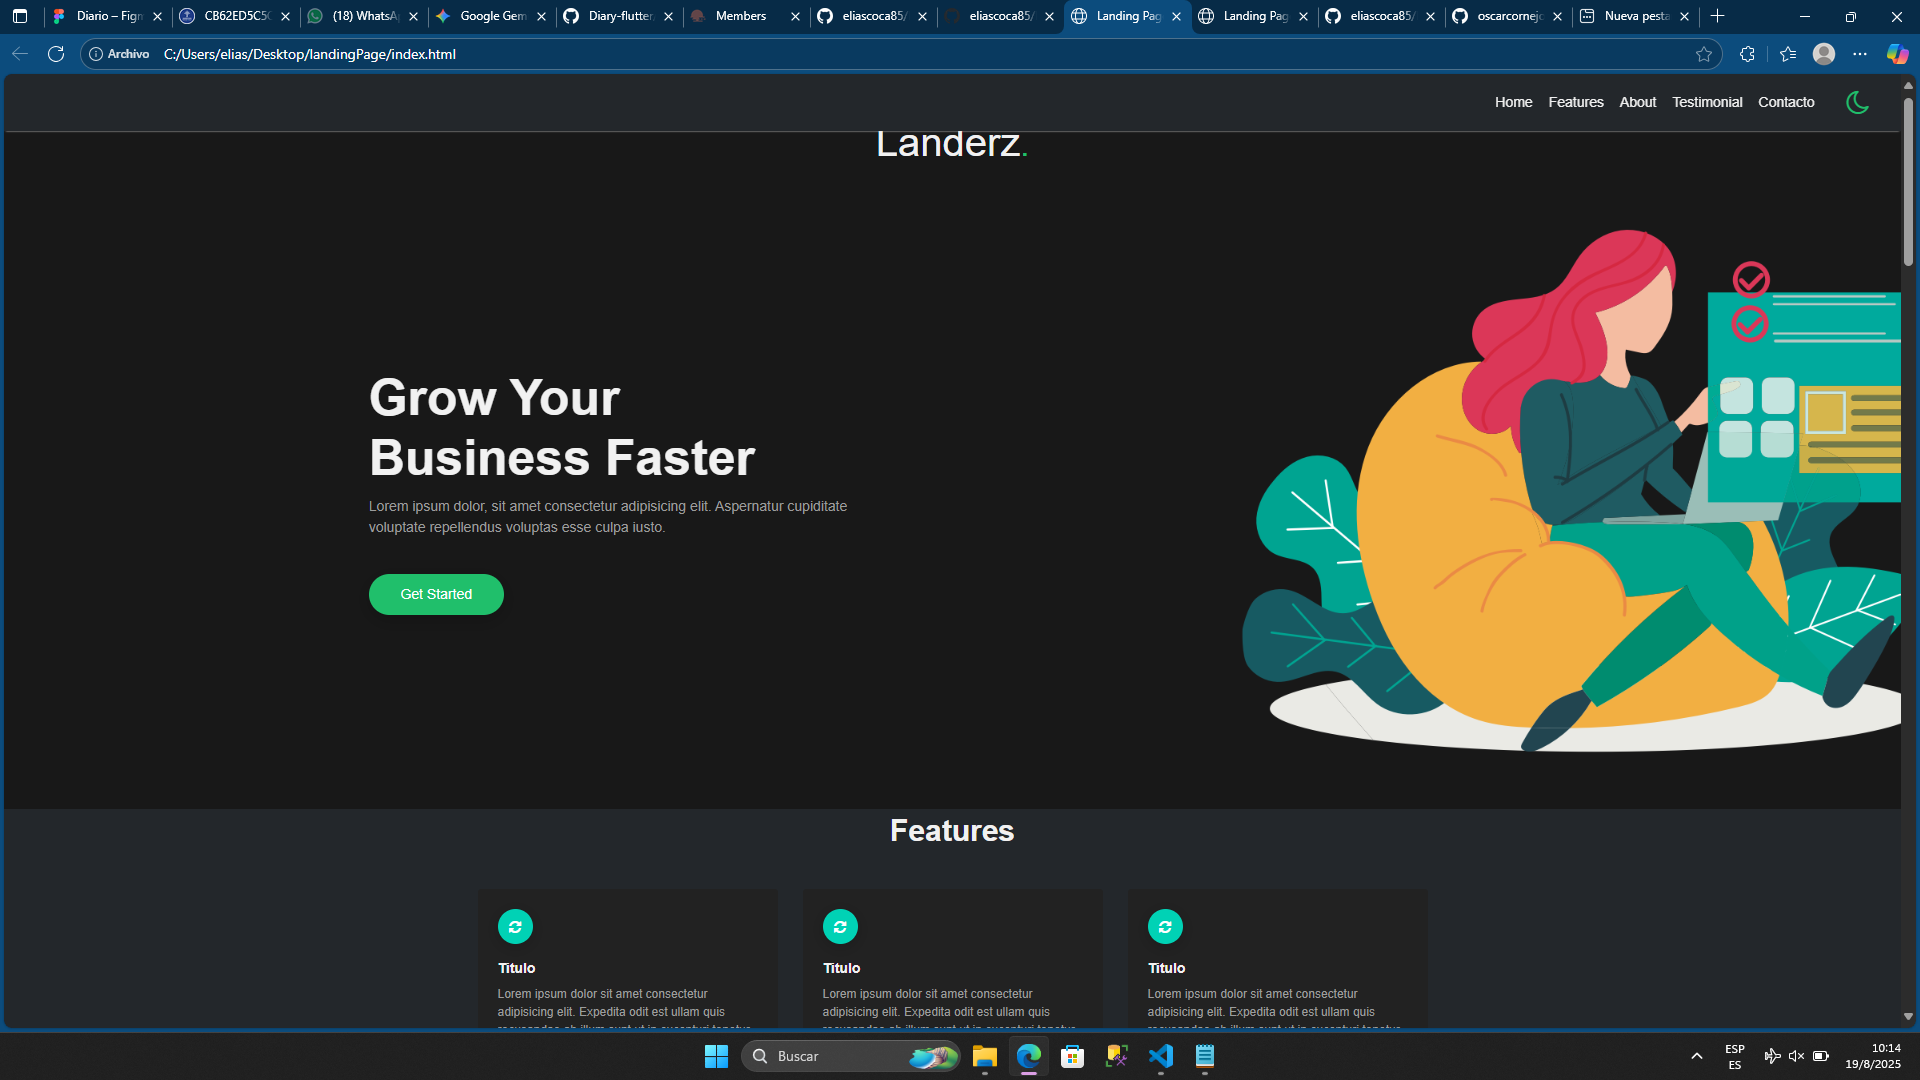 Diario – Figm
CB62ED5C50
(18) WhatsAp
Google Gem
Diary-flutter/
Members
eliascoca85/
eliascoca85/
Landing Pag
Landing Pag
eliascoca85/
oscarcornejo
Nueva pesta
Archivo C:/Users/elias/Desktop/landingPage/index.html
Home Features About Testimonial Contacto
Landerz.
Grow Your
Business Faster
Lorem ipsum dolor, sit amet consectetur adipisicing elit. Aspernatur cupiditate
voluptate repellendus voluptas esse culpa iusto.
Get Started
Features
Titulo
Lorem ipsum dolor sit amet consectetur
adipisicing elit. Expedita odit est ullam quis
Titulo
Lorem ipsum dolor sit amet consectetur
adipisicing elit. Expedita odit est ullam quis
Titulo
Lorem ipsum dolor sit amet consectetur
adipisicing elit. Expedita odit est ullam quis
Buscar
ESP
ES
10:14
19/8/2025